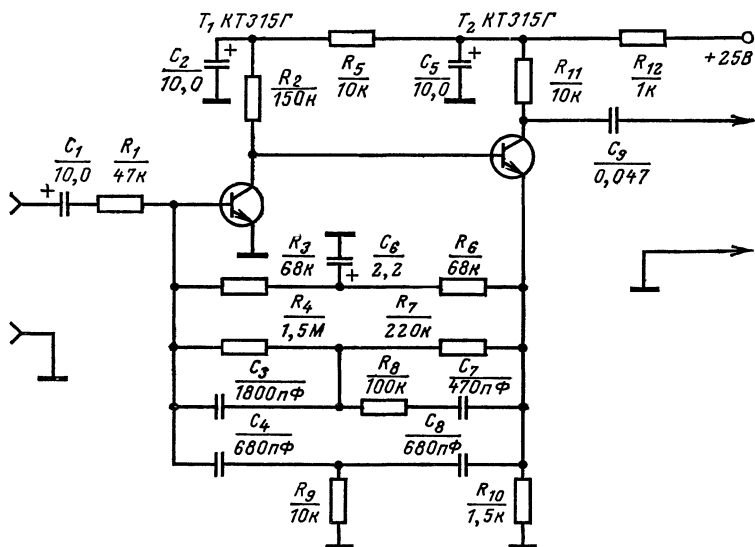 T₁ КТ315Г
T₂ КТ315Г
C₂
10,0
R₂
150к
R₅
10к
C₅
10,0
R₁₁
10к
R₁₂
1к
+25В
C₁
10,0
R₁
47к
C₉
0,047
R₃
68к
C₆
2,2
R₆
68к
R₄
1,5М
R₇
220к
C₃
1800пФ
R₈
100к
C₇
470пФ
C₄
680пФ
C₈
680пФ
R₉
10к
R₁₀
1,5к